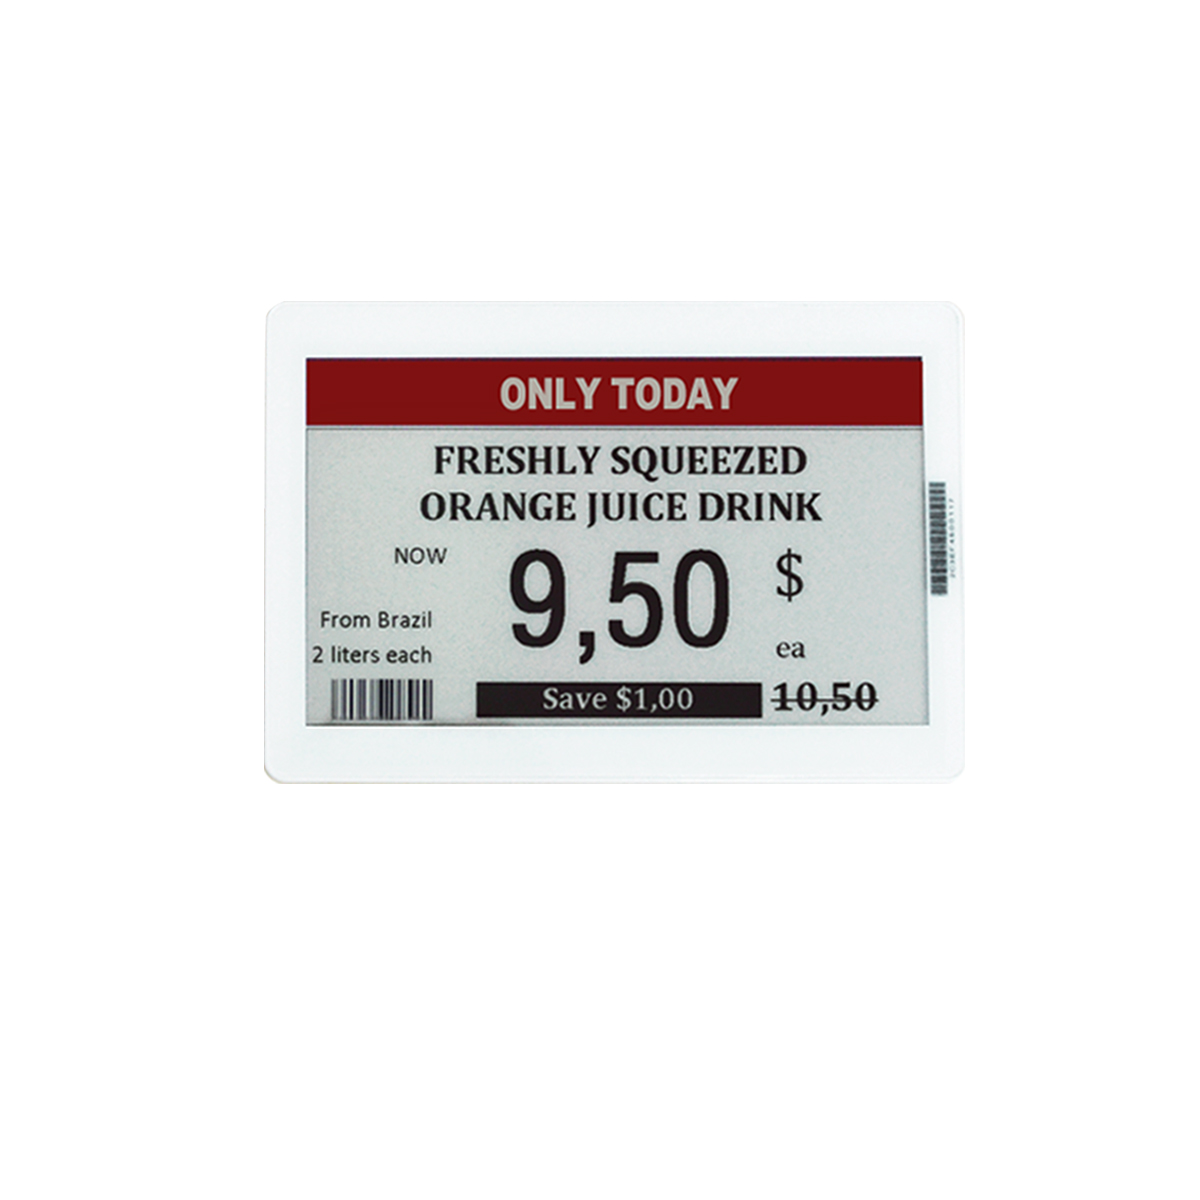 ONLY TODAY
FRESHLY SQUEEZED
ORANGE JUICE DRINK
NOW
9,50
$
ea
From Brazil
2 liters each
Save $1,00
10,50